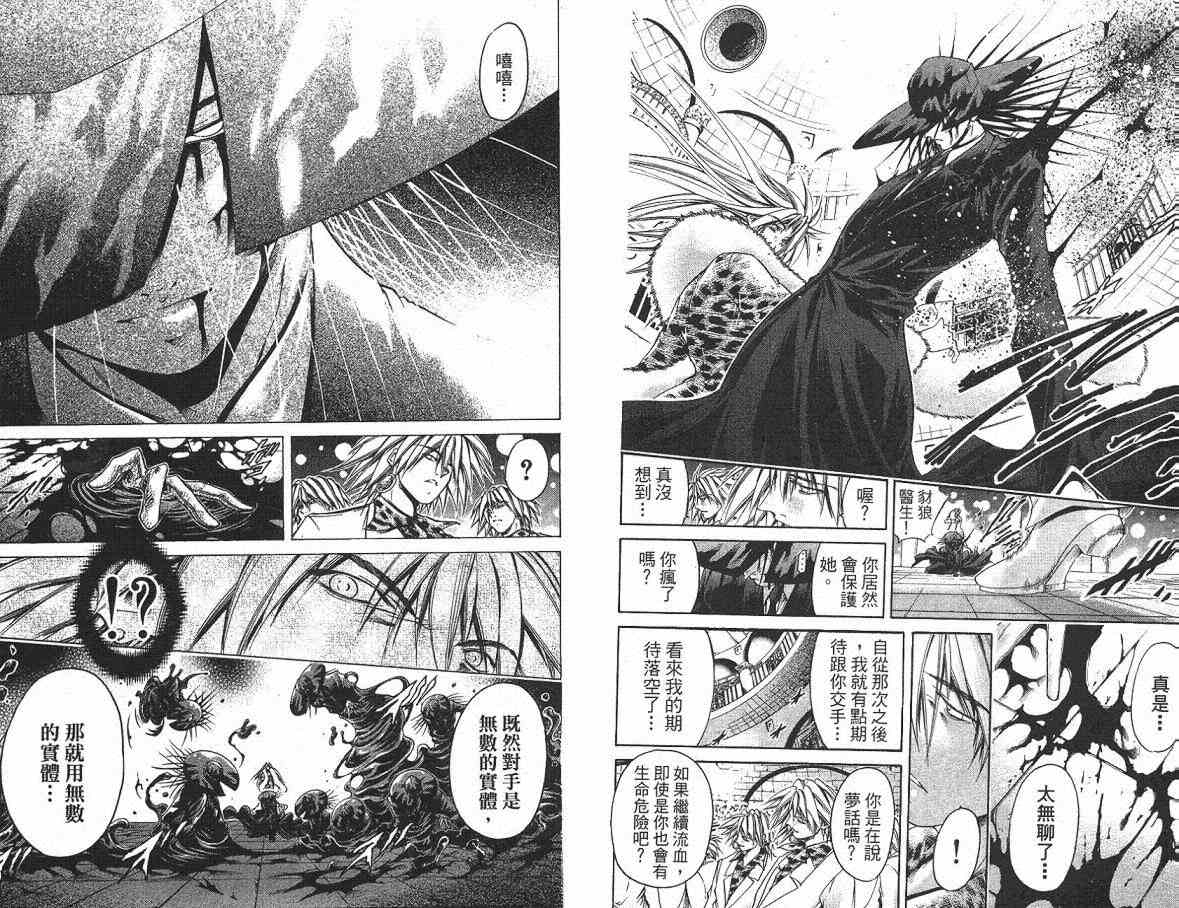 豺狼
醫生！
喔？
真沒
想到…
你居然
會保護
她。
你瘋了
嗎？
真是…
太無聊了…
！
自從那次之後
，我就有點期
待跟你交手…
看來我的期
待落空了…
你是在說
夢話嗎？
如果繼續流血，
即使是你也會有
生命危險吧？
嘻嘻…
？
！？
既然對手是
無數的實體，
那就用無數
的實體…